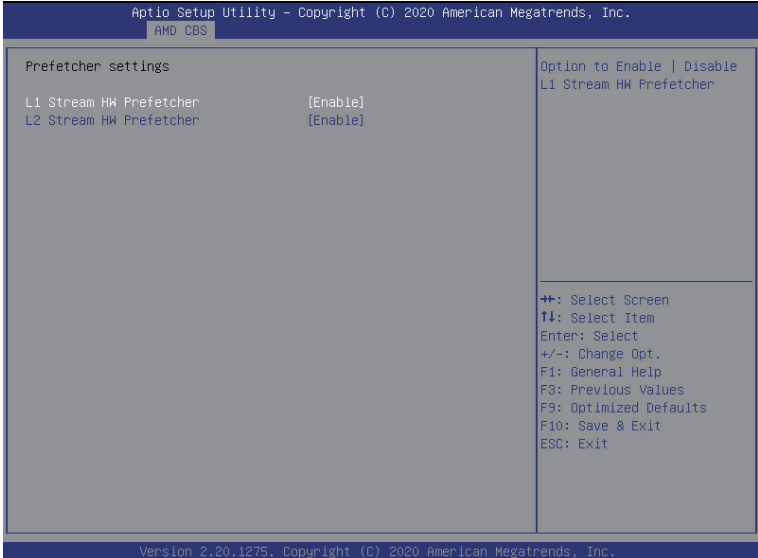 Aptio Setup Utility – Copyright (C) 2020 American Megatrends, Inc.
AMD CBS
Prefetcher settings
L1 Stream HW Prefetcher [Enable]
L2 Stream HW Prefetcher [Enable]
Option to Enable | Disable
L1 Stream HW Prefetcher
→←: Select Screen
↑↓: Select Item
Enter: Select
+/-: Change Opt.
F1: General Help
F3: Previous Values
F9: Optimized Defaults
F10: Save & Exit
ESC: Exit
Version 2.20.1275. Copyright (C) 2020 American Megatrends, Inc.